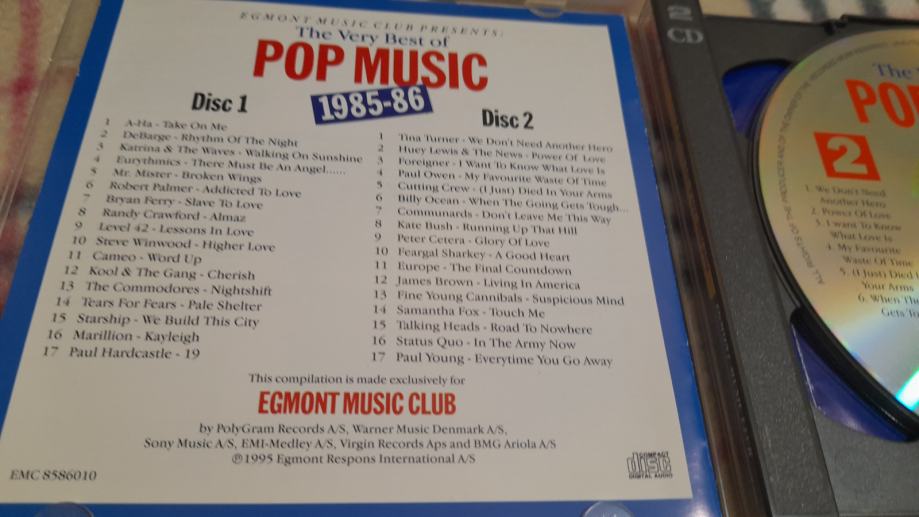 EGMONT MUSIC CLUB PRESENTS:
The Very Best of
POP MUSIC
1985-86
Disc 1
1 A-Ha - Take On Me
2 DeBarge - Rhythm Of The Night
3 Katrina & The Waves - Walking On Sunshine
4 Eurythmics - There Must Be An Angel......
5 Mr. Mister - Broken Wings
6 Robert Palmer - Addicted To Love
7 Bryan Ferry - Slave To Love
8 Randy Crawford - Almaz
9 Level 42 - Lessons In Love
10 Steve Winwood - Higher Love
11 Cameo - Word Up
12 Kool & The Gang - Cherish
13 The Commodores - Nightshift
14 Tears For Fears - Pale Shelter
15 Starship - We Build This City
16 Marillion - Kayleigh
17 Paul Hardcastle - 19
Disc 2
1 Tina Turner - We Don't Need Another Hero
2 Huey Lewis & The News - Power Of Love
3 Foreigner - I Want To Know What Love Is
4 Paul Owen - My Favourite Waste Of Time
5 Cutting Crew - (I Just) Died In Your Arms
6 Billy Ocean - When The Going Gets Tough...
7 Communards - Don't Leave Me This Way
8 Kate Bush - Running Up That Hill
9 Peter Cetera - Glory Of Love
10 Feargal Sharkey - A Good Heart
11 Europe - The Final Countdown
12 James Brown - Living In America
13 Fine Young Cannibals - Suspicious Mind
14 Samantha Fox - Touch Me
15 Talking Heads - Road To Nowhere
16 Status Quo - In The Army Now
17 Paul Young - Everytime You Go Away
This compilation is made exclusively for
EGMONT MUSIC CLUB
by PolyGram Records A/S, Warner Music Denmark A/S,
Sony Music A/S, EMI-Medley A/S, Virgin Records Aps and BMG Ariola A/S
℗1995 Egmont Respons International A/S
EMC 8586010
COMPACT
disc
DIGITAL AUDIO
2
CD
The
POP
2
1. We Don't Need
Another Hero
2. Power Of Love
3. I want To Know
What Love Is
4. My Favourite
Waste Of Time
5. (I Just) Died
Your Arms
6. When The
Gets To
ALL RIGHTS OF THE PRODUCER AND OF THE OWNER OF THE